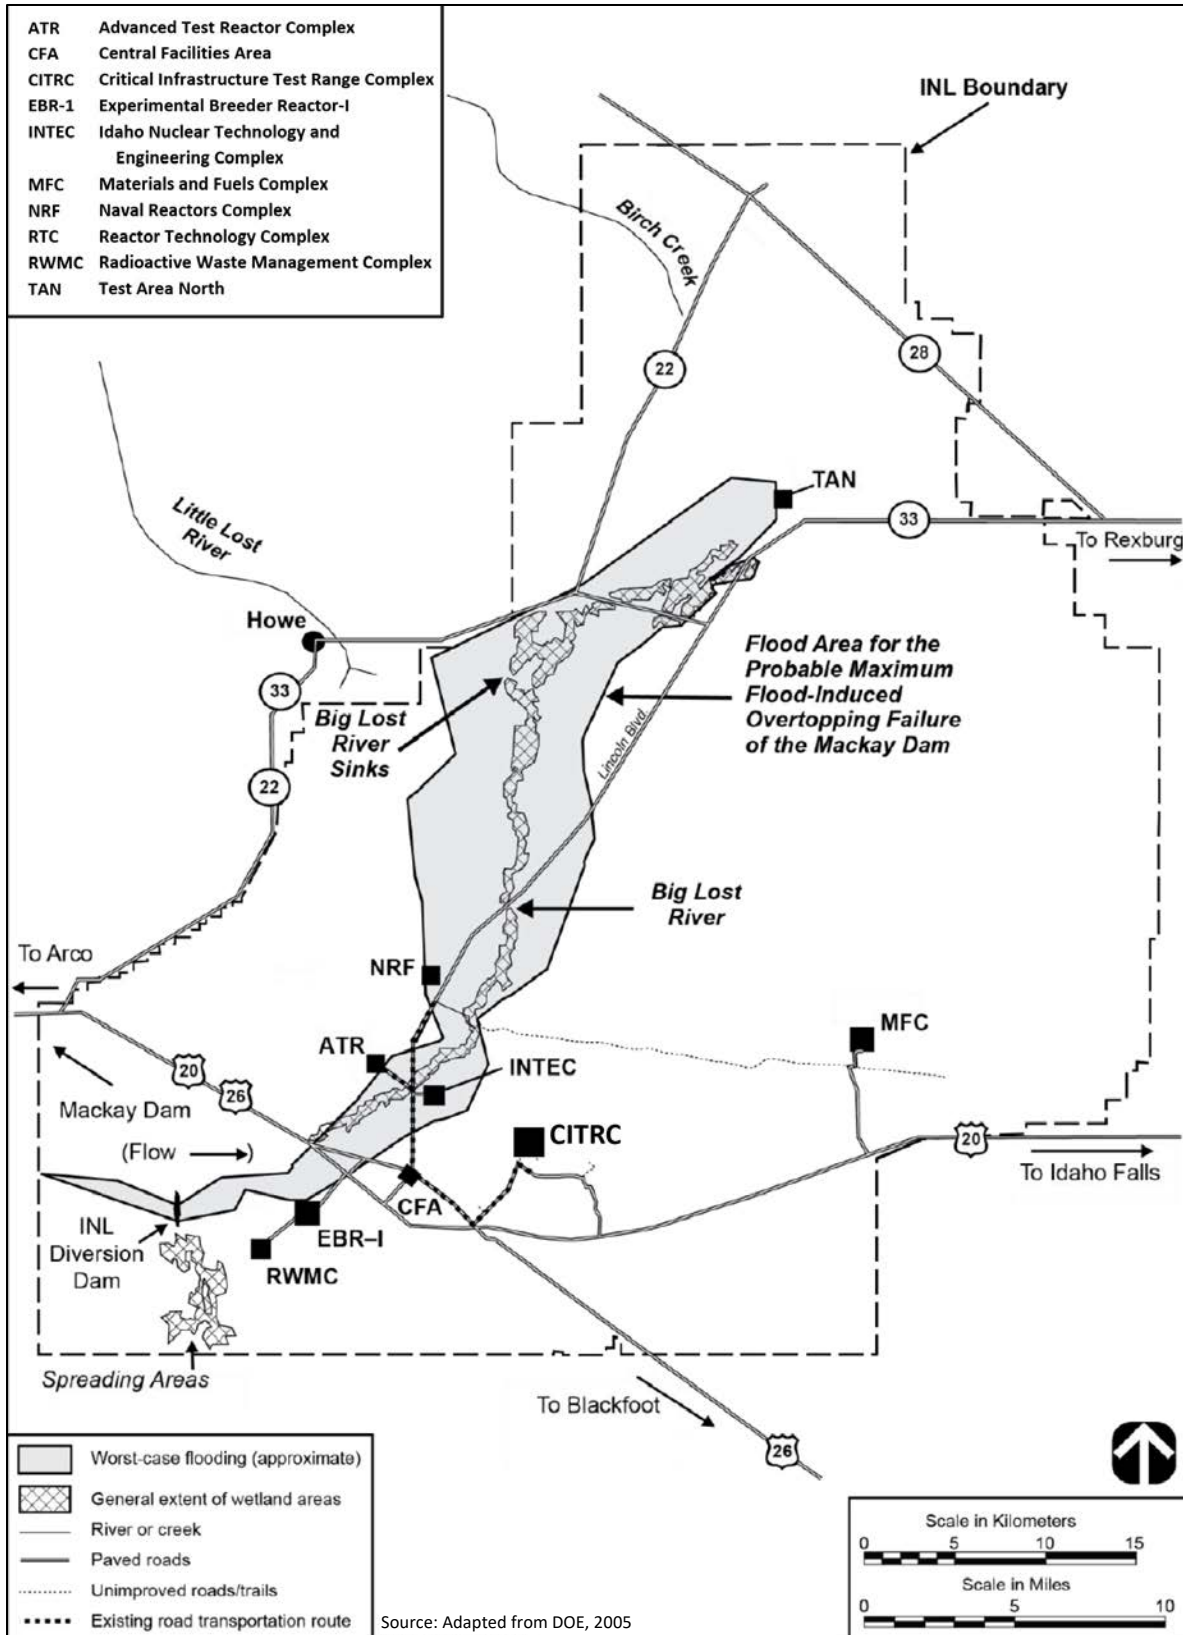 ATR Advanced Test Reactor Complex
CFA Central Facilities Area
CITRC Critical Infrastructure Test Range Complex
EBR-1 Experimental Breeder Reactor-I
INTEC Idaho Nuclear Technology and
Engineering Complex
MFC Materials and Fuels Complex
NRF Naval Reactors Complex
RTC Reactor Technology Complex
RWMC Radioactive Waste Management Complex
TAN Test Area North
INL Boundary
Birch Creek
22
28
Little Lost
River
TAN
33
To Rexburg
Howe
33
Big Lost
River
Sinks
Flood Area for the
Probable Maximum
Flood-Induced
Overtopping Failure
of the Mackay Dam
Lincoln Blvd.
22
Big Lost
River
To Arco
NRF
MFC
ATR
INTEC
20
26
Mackay Dam
(Flow )
CITRC
20
To Idaho Falls
CFA
INL
Diversion
Dam
EBR–I
RWMC
Spreading Areas
To Blackfoot
26
Worst-case flooding (approximate)
General extent of wetland areas
River or creek
Paved roads
Unimproved roads/trails
Existing road transportation route
Source: Adapted from DOE, 2005
Scale in Kilometers
0 5 10 15
Scale in Miles
0 5 10